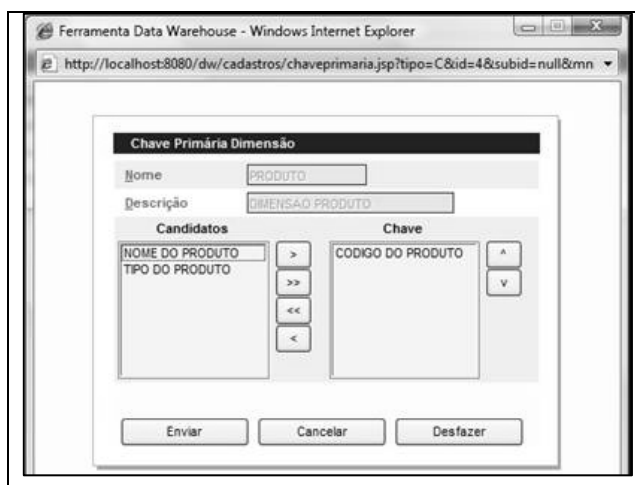 Ferramenta Data Warehouse - Windows Internet Explorer
http://localhost:8080/dw/cadastros/chaveprimaria.jsp?tipo=C&id=4&subid=null&mn
Chave Primária Dimensão
Nome PRODUTO
Descrição DIMENSAO PRODUTO
Candidatos Chave
NOME DO PRODUTO > CODIGO DO PRODUTO ^
TIPO DO PRODUTO
>> v
<<
<
Enviar Cancelar Desfazer